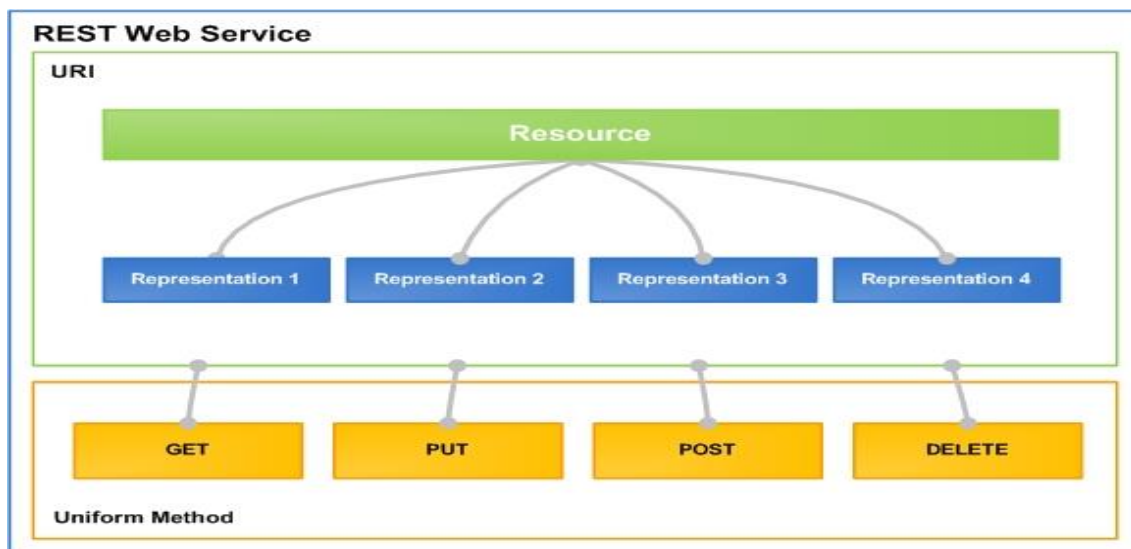 REST Web Service
URI
Resource
Representation 1
Representation 2
Representation 3
Representation 4
GET
PUT
POST
DELETE
Uniform Method